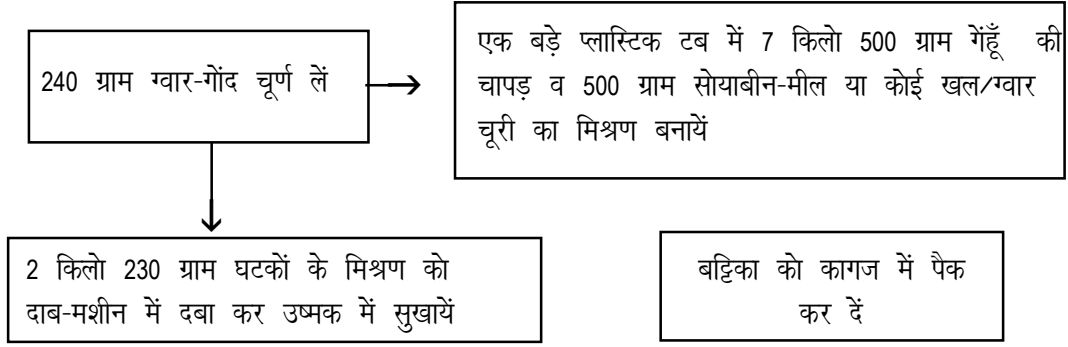 240 ग्राम ग्वार-गोंद चूर्ण लें
एक बड़े प्लास्टिक टब में 7 किलो 500 ग्राम गेंहूँ की
चापड़ व 500 ग्राम सोयाबीन-मील या कोई खल/ग्वार
चूरी का मिश्रण बनायें
2 किलो 230 ग्राम घटकों के मिश्रण को
दाब-मशीन में दबा कर उष्मक में सुखायें
बट्टिका को कागज में पैक
कर दें